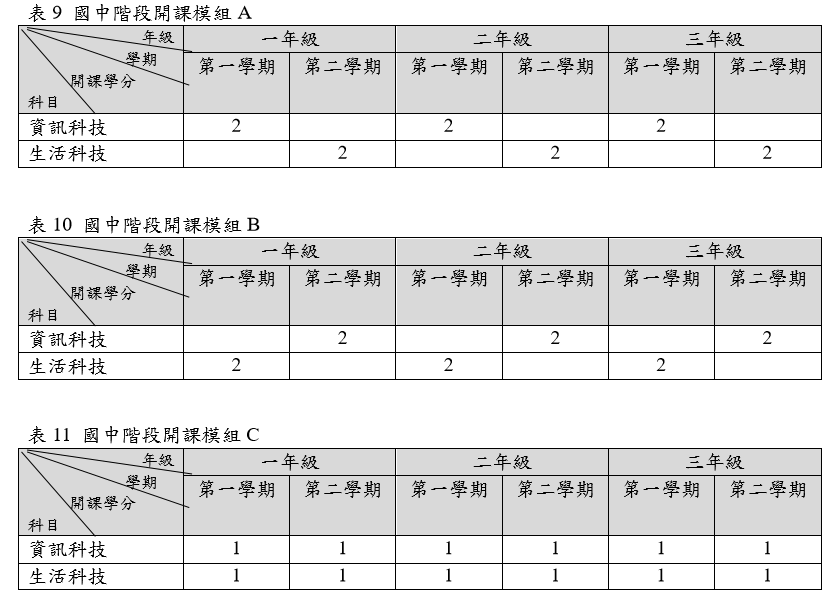 表 9 國中階段開課模組 A
年級 一年級 二年級 三年級
學期 第一學期 第二學期 第一學期 第二學期 第一學期 第二學期
開課學分
科目
資訊科技 2 2 2
生活科技 2 2 2
表 10 國中階段開課模組 B
年級 一年級 二年級 三年級
學期 第一學期 第二學期 第一學期 第二學期 第一學期 第二學期
開課學分
科目
資訊科技 2 2 2
生活科技 2 2 2
表 11 國中階段開課模組 C
年級 一年級 二年級 三年級
學期 第一學期 第二學期 第一學期 第二學期 第一學期 第二學期
開課學分
科目
資訊科技 1 1 1 1 1 1
生活科技 1 1 1 1 1 1